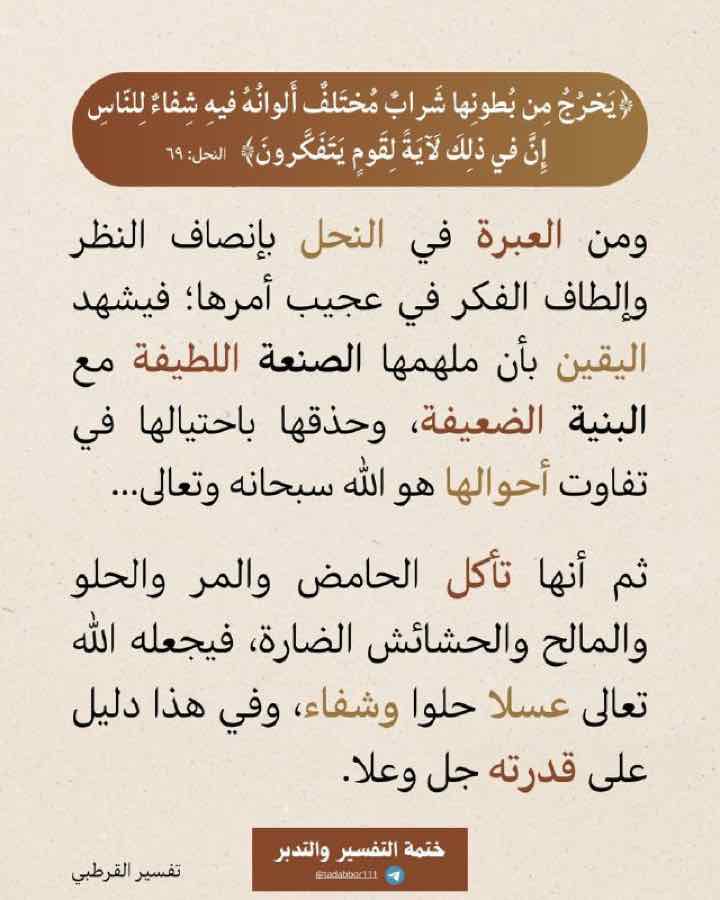 ﴿يَخرُجُ مِن بُطونِها شَرابٌ مُختَلِفٌ أَلوانُهُ فيهِ شِفاءٌ لِلنّاسِ
إِنَّ في ذلِكَ لَآيَةً لِقَومٍ يَتَفَكَّرونَ﴾ النحل: ٦٩
ومن العبرة في النحل بإنصاف النظر
وإلطاف الفكر في عجيب أمرها؛ فيشهد
اليقين بأن ملهمها الصنعة اللطيفة مع
البنية الضعيفة، وحذقها باحتيالها في
تفاوت أحوالها هو الله سبحانه وتعالى...
ثم أنها تأكل الحامض والمر والحلو
والمالح والحشائش الضارة، فيجعله الله
تعالى عسلا حلوا وشفاء، وفي هذا دليل
على قدرته جل وعلا.
ختمة التفسير والتدبر
@tadabbor111
تفسير القرطبي